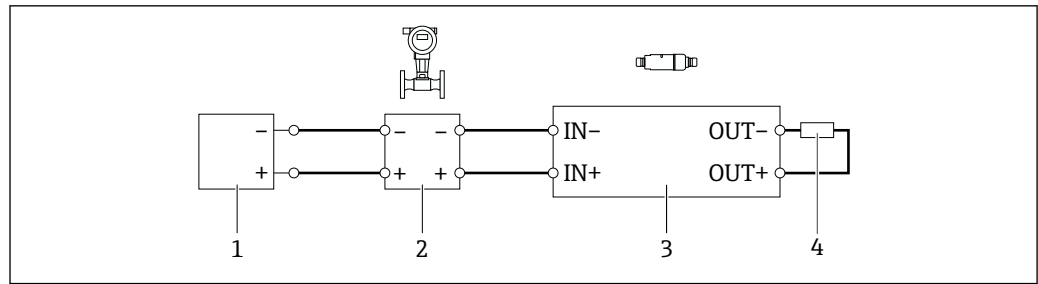 − − − IN− OUT−
+ + + IN+ OUT+
1 2 3 4